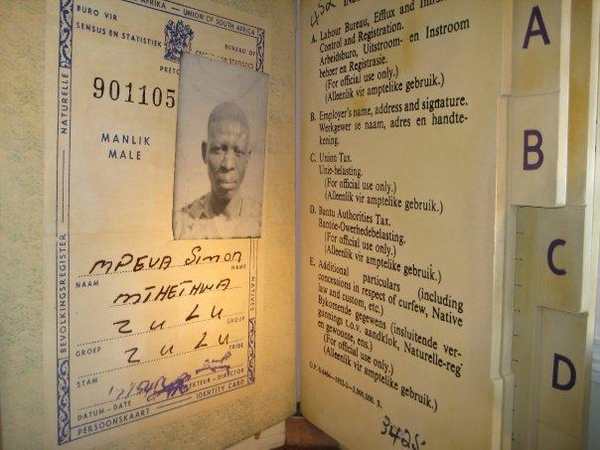 AFRIKA — UNION OF SOUTH AFRICA
BURO VIR
SENSUS EN STATISTIEK
BUREAU OF
NATURELLE
901105
MANLIK
MALE
BEVOLKINGSREGISTER
NATIVES
MPEVA Simon
NAAM
NAME
MTHETHWA
ZULU
GROEP
GROUP
ZULU
STAM
TRIBE
DATUM - DATE
PERSOONSKAART
IDENTITY CARD
A. Labour Bureau, Efflux and
Control and Registration.
Arbeidsburo, Uitstroom- en Instroom
beheer en Registrasie.
(For official use only.)
(Alleenlik vir amptelike gebruik.)
B. Employer's name, address and signature.
Werkgewer se naam, adres en handte-
kening.
C. Union Tax.
Unie-belasting.
(For official use only.)
(Alleenlik vir amptelike gebruik.)
D. Bantu Authorities Tax.
Bantoe-Owerhedebelasting.
(For official use only.)
(Alleenlik vir amptelike gebruik.)
E. Additional particulars (including
concessions in respect of curfew, Native
law and custom, etc.)
Bykomende gegewens (insluitende ver-
gunnings t.o.v. aandklok, Naturelle-reg
en gewoonte, ens.)
(For official use only.)
(Alleenlik vir amptelike gebruik.)
3425
A
B
C
D